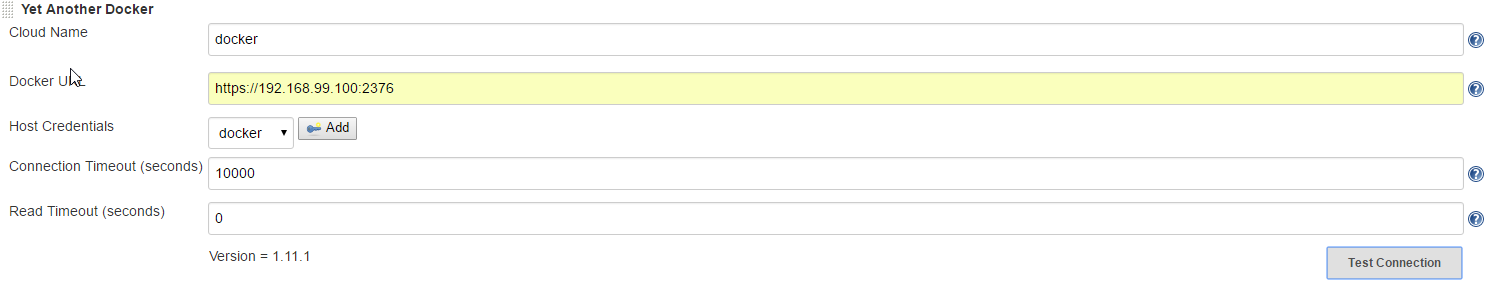 Yet Another Docker
Cloud Name
docker
Docker URL
https://192.168.99.100:2376
Host Credentials
docker
Add
Connection Timeout (seconds)
10000
Read Timeout (seconds)
0
Version = 1.11.1
Test Connection